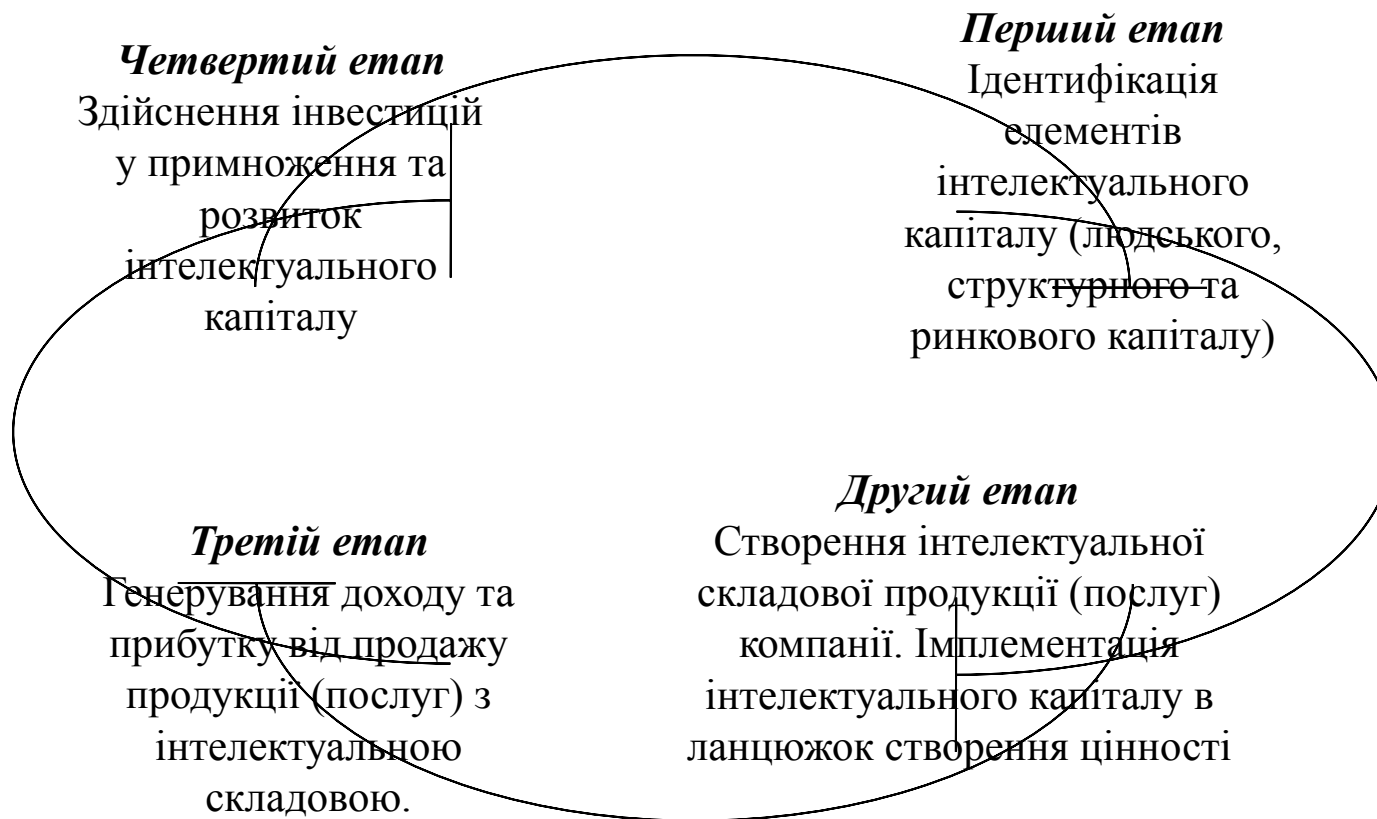 Четвертий етап
Здійснення інвестицій
у примноження та
розвиток
інтелектуального
капіталу
Перший етап
Ідентифікація
елементів
інтелектуального
капіталу (людського,
структурного та
ринкового капіталу)
Третій етап
Генерування доходу та
прибутку від продажу
продукції (послуг) з
інтелектуальною
складовою.
Другий етап
Створення інтелектуальної
складової продукції (послуг)
компанії. Імплементація
інтелектуального капіталу в
ланцюжок створення цінності